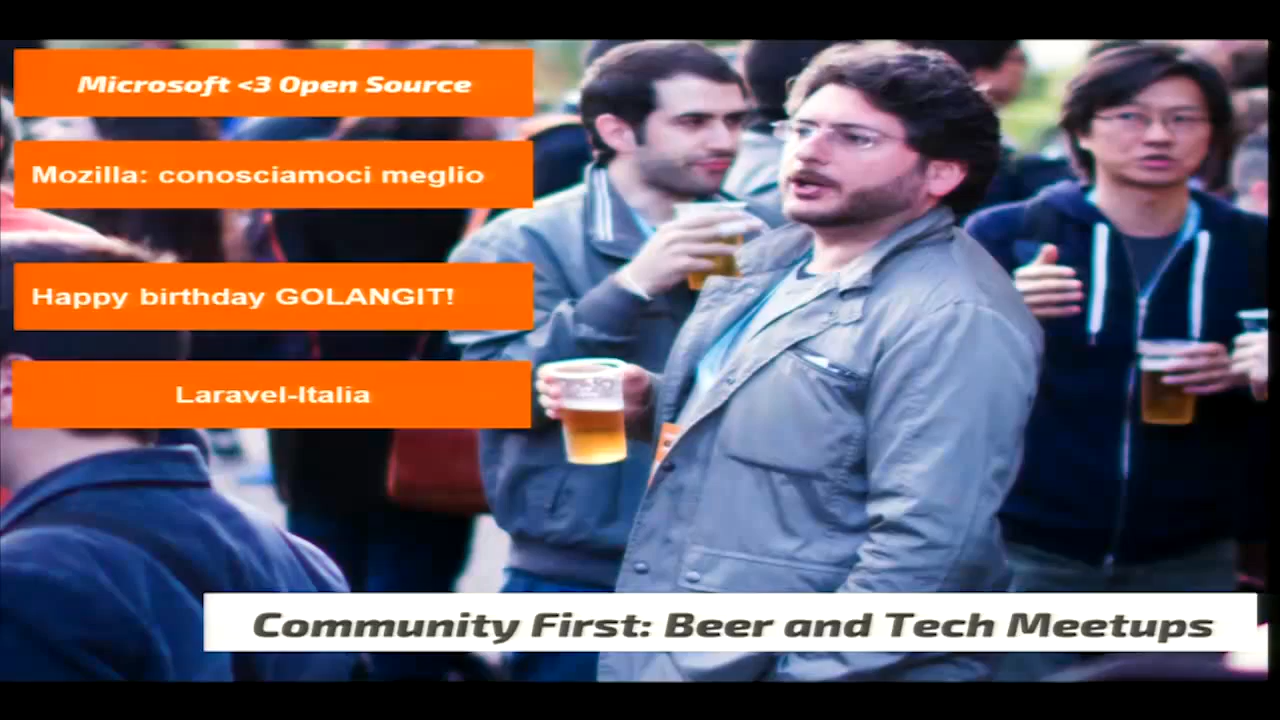 Microsoft <3 Open Source
Mozilla: conosciamoci meglio
Happy birthday GOLANGIT!
Laravel-Italia
Community First: Beer and Tech Meetups